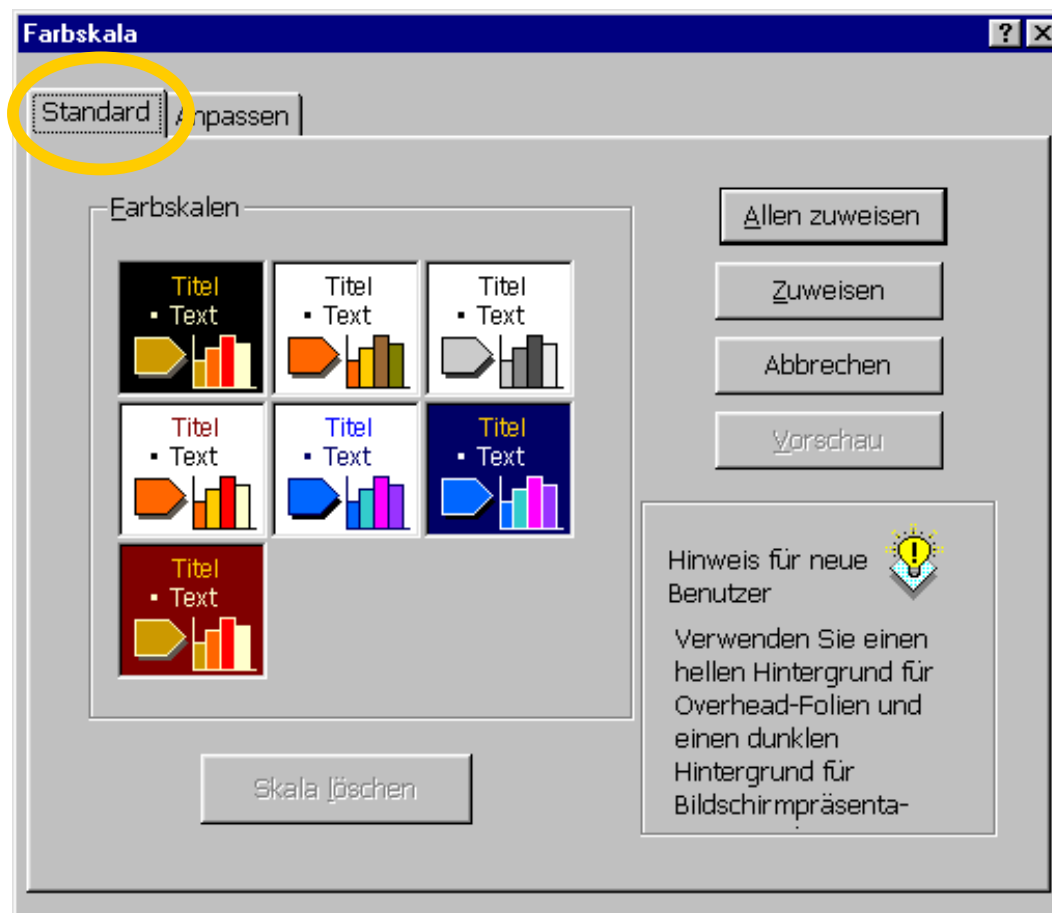 Farbskala
Standard
Anpassen
Farbskalen
Titel
▪ Text
Titel
▪ Text
Titel
▪ Text
Titel
▪ Text
Titel
▪ Text
Titel
▪ Text
Titel
▪ Text
Skala löschen
Allen zuweisen
Zuweisen
Abbrechen
Vorschau
Hinweis für neue
Benutzer
Verwenden Sie einen
hellen Hintergrund für
Overhead-Folien und
einen dunklen
Hintergrund für
Bildschirmpräsenta-